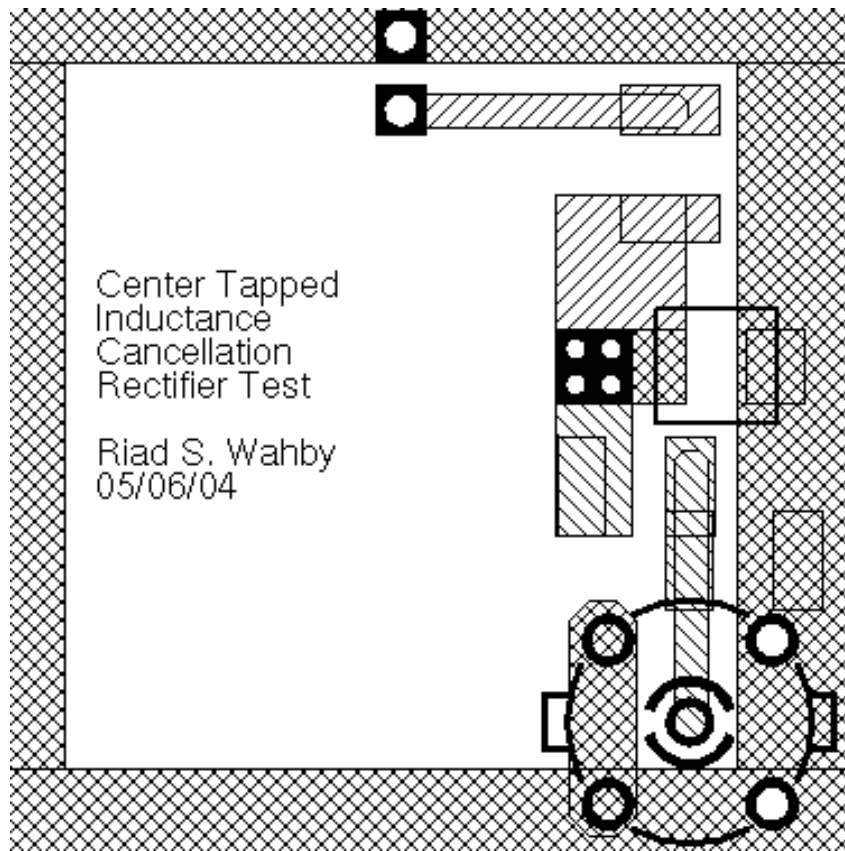 Center Tapped
Inductance
Cancellation
Rectifier Test
Riad S. Wahby
05/06/04